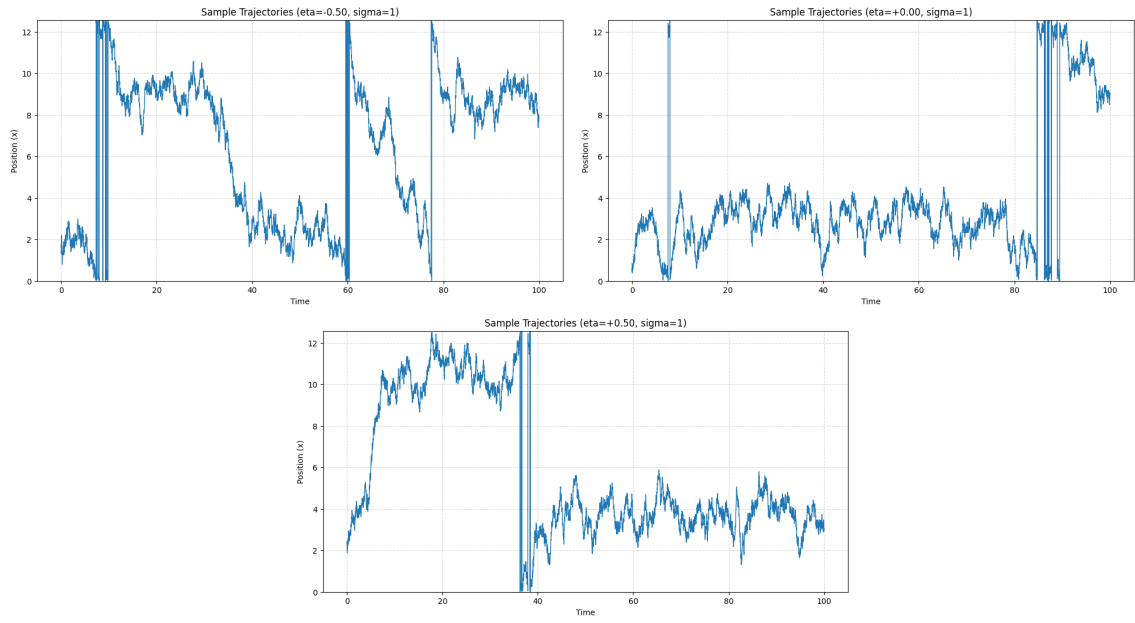 Sample Trajectories (eta=-0.50, sigma=1)
12
10
8
6
4
2
0
Position (x)
0 20 40 60 80 100
Time
Sample Trajectories (eta=+0.00, sigma=1)
12
10
8
6
4
2
0
Position (x)
0 20 40 60 80 100
Time
Sample Trajectories (eta=+0.50, sigma=1)
12
10
8
6
4
2
0
Position (x)
0 20 40 60 80 100
Time